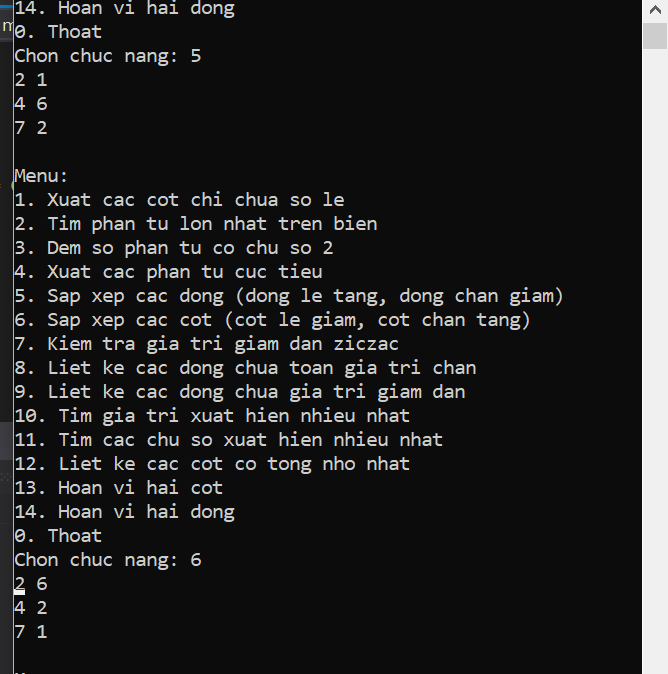 14. Hoan vi hai dong
0. Thoat
Chon chuc nang: 5
2 1
4 6
7 2
Menu:
1. Xuat cac cot chi chua so le
2. Tim phan tu lon nhat tren bien
3. Dem so phan tu co chu so 2
4. Xuat cac phan tu cuc tieu
5. Sap xep cac dong (dong le tang, dong chan giam)
6. Sap xep cac cot (cot le giam, cot chan tang)
7. Kiem tra gia tri giam dan ziczac
8. Liet ke cac dong chua toan gia tri chan
9. Liet ke cac dong chua gia tri giam dan
10. Tim gia tri xuat hien nhieu nhat
11. Tim cac chu so xuat hien nhieu nhat
12. Liet ke cac cot co tong nho nhat
13. Hoan vi hai cot
14. Hoan vi hai dong
0. Thoat
Chon chuc nang: 6
2 6
4 2
7 1